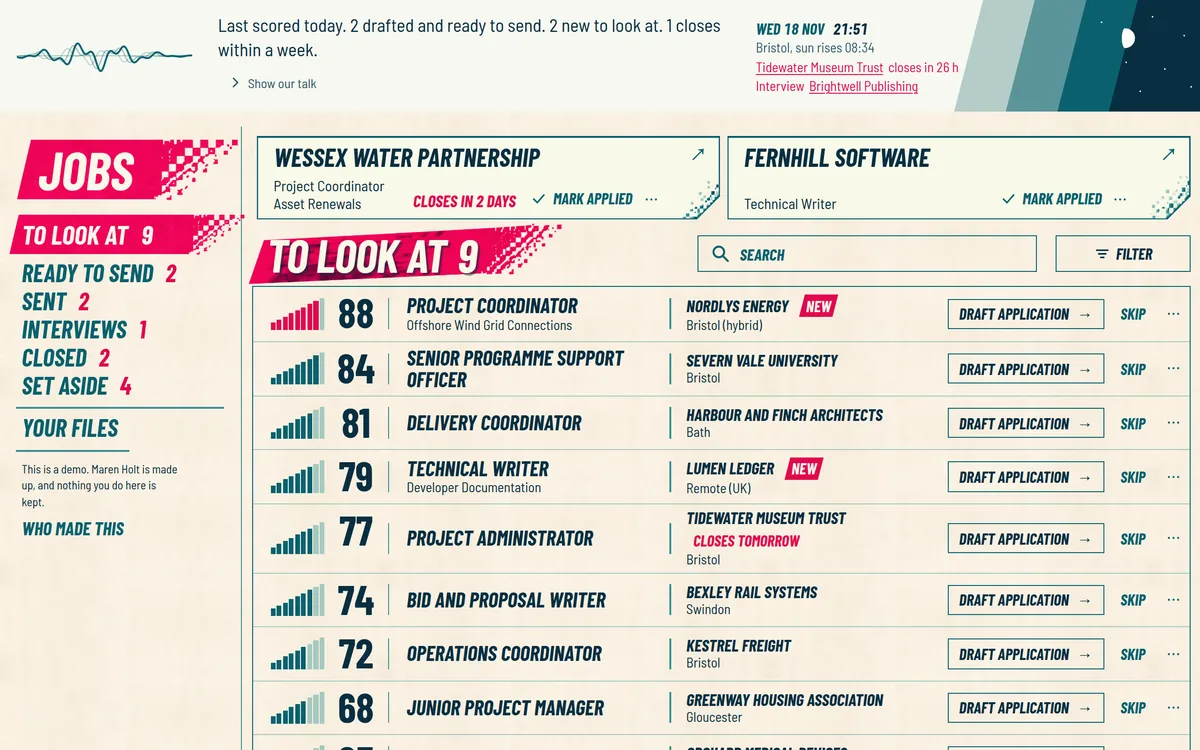 Last scored today. 2 drafted and ready to send. 2 new to look at. 1 closes
within a week.
Show our talk
WED 18 NOV 21:51
Bristol, sun rises 08:34
Tidewater Museum Trust closes in 26 h
Interview Brightwell Publishing
JOBS
TO LOOK AT 9
READY TO SEND 2
SENT 2
INTERVIEWS 1
CLOSED 2
SET ASIDE 4
YOUR FILES
This is a demo. Maren Holt is made
up, and nothing you do here is
kept.
WHO MADE THIS
WESSEX WATER PARTNERSHIP ↗
Project Coordinator
Asset Renewals
CLOSES IN 2 DAYS ✓ MARK APPLIED ...
FERNHILL SOFTWARE ↗
Technical Writer
✓ MARK APPLIED ...
TO LOOK AT 9
SEARCH
FILTER
88 PROJECT COORDINATOR
Offshore Wind Grid Connections
NORDLYS ENERGY NEW
Bristol (hybrid)
DRAFT APPLICATION → SKIP ...
84 SENIOR PROGRAMME SUPPORT
OFFICER
SEVERN VALE UNIVERSITY
Bristol
DRAFT APPLICATION → SKIP ...
81 DELIVERY COORDINATOR
HARBOUR AND FINCH ARCHITECTS
Bath
DRAFT APPLICATION → SKIP ...
79 TECHNICAL WRITER
Developer Documentation
LUMEN LEDGER NEW
Remote (UK)
DRAFT APPLICATION → SKIP ...
77 PROJECT ADMINISTRATOR
TIDEWATER MUSEUM TRUST
CLOSES TOMORROW
Bristol
DRAFT APPLICATION → SKIP ...
74 BID AND PROPOSAL WRITER
BEXLEY RAIL SYSTEMS
Swindon
DRAFT APPLICATION → SKIP ...
72 OPERATIONS COORDINATOR
KESTREL FREIGHT
Bristol
DRAFT APPLICATION → SKIP ...
68 JUNIOR PROJECT MANAGER
GREENWAY HOUSING ASSOCIATION
Gloucester
DRAFT APPLICATION → SKIP ...